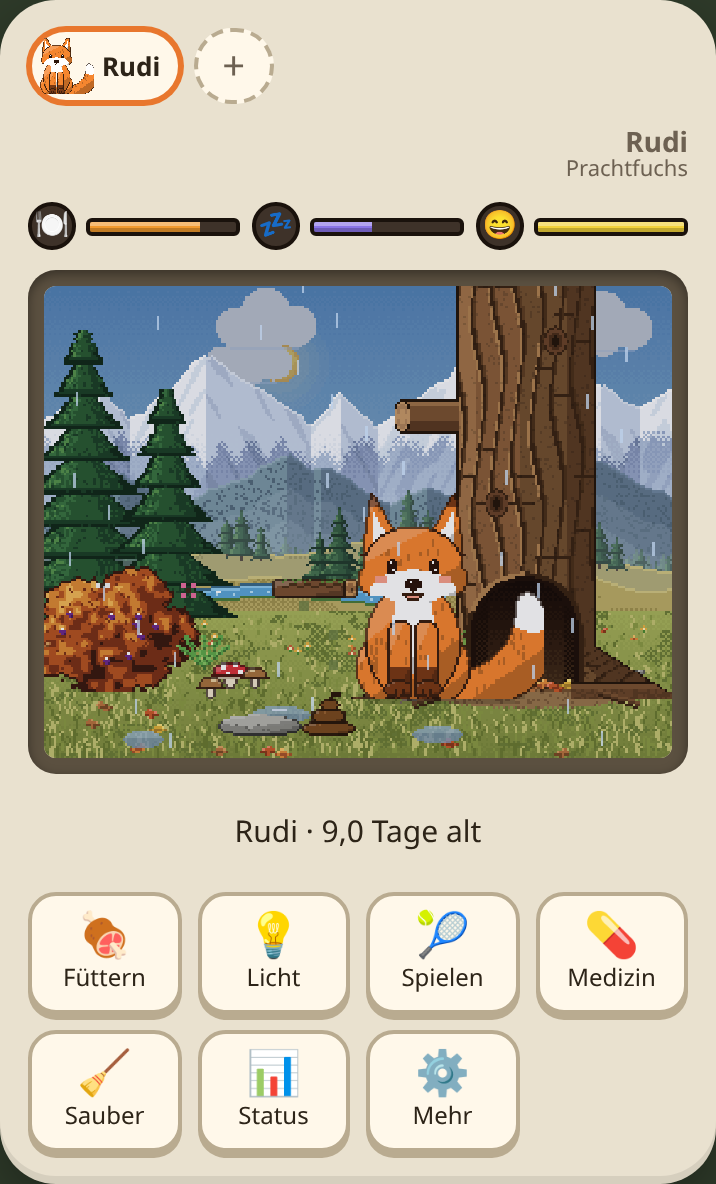 Rudi
+
Rudi
Prachtfuchs
Rudi · 9,0 Tage alt
Füttern
Licht
Spielen
Medizin
Sauber
Status
Mehr